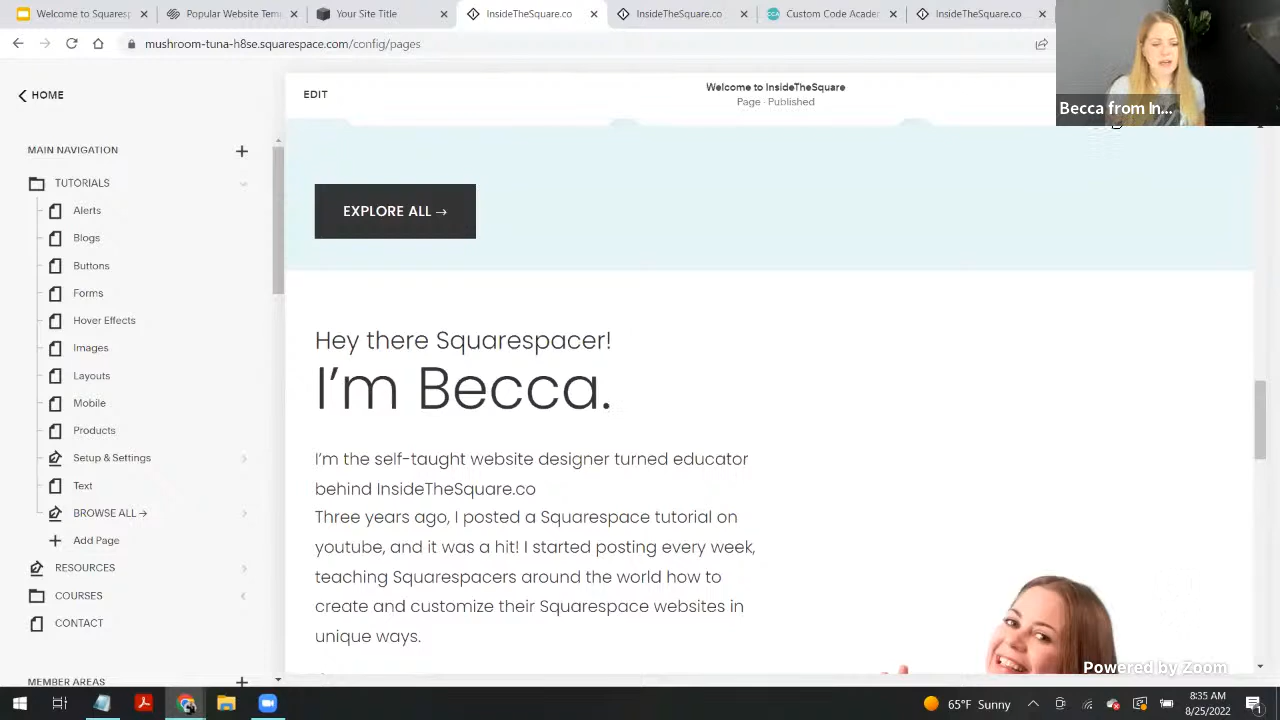 Welcome to Squarespa
Popular Website Tem
Your Site Title
InsideTheSquare.co
InsideTheSquare.co
Custom Code Acade
InsideTheSquare.co
mushroom-tuna-h8se.squarespace.com/config/pages
HOME
EDIT
Welcome to InsideTheSquare
Page · Published
Becca from In...
MAIN NAVIGATION
TUTORIALS
Alerts
Blogs
Buttons
Forms
Hover Effects
Images
Layouts
Mobile
Products
Setup & Settings
Text
BROWSE ALL →
Add Page
RESOURCES
COURSES
CONTACT
MEMBER AREAS
EXPLORE ALL →
Hey there Squarespacer!
I’m Becca.
I’m the self-taught website designer turned educator
behind InsideTheSquare.co
Three years ago, I posted a Squarespace tutorial on
youtube, and it was a hit! I started posting every week,
teaching Squarespacers around the world how to
create and customize their Squarespace websites in
unique ways.
Powered by Zoom
65°F Sunny
8:35 AM
8/25/2022
1